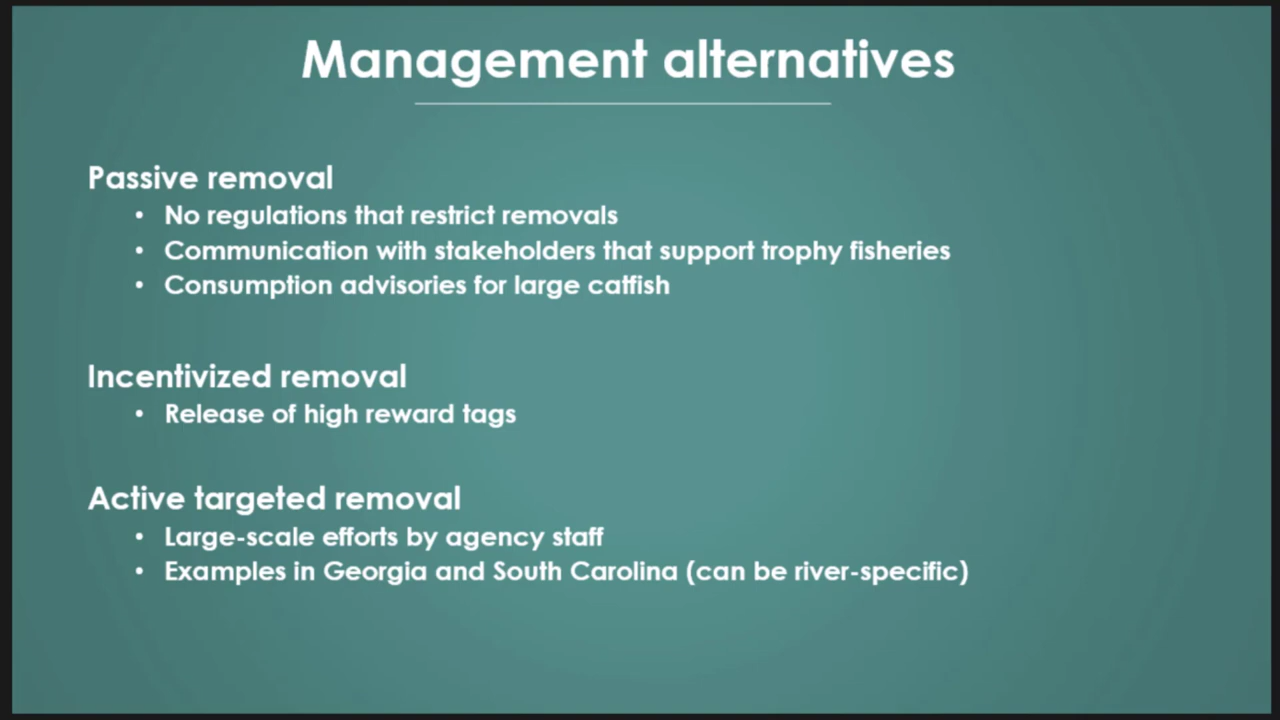 Management alternatives
Passive removal
• No regulations that restrict removals
• Communication with stakeholders that support trophy fisheries
• Consumption advisories for large catfish
Incentivized removal
• Release of high reward tags
Active targeted removal
• Large-scale efforts by agency staff
• Examples in Georgia and South Carolina (can be river-specific)